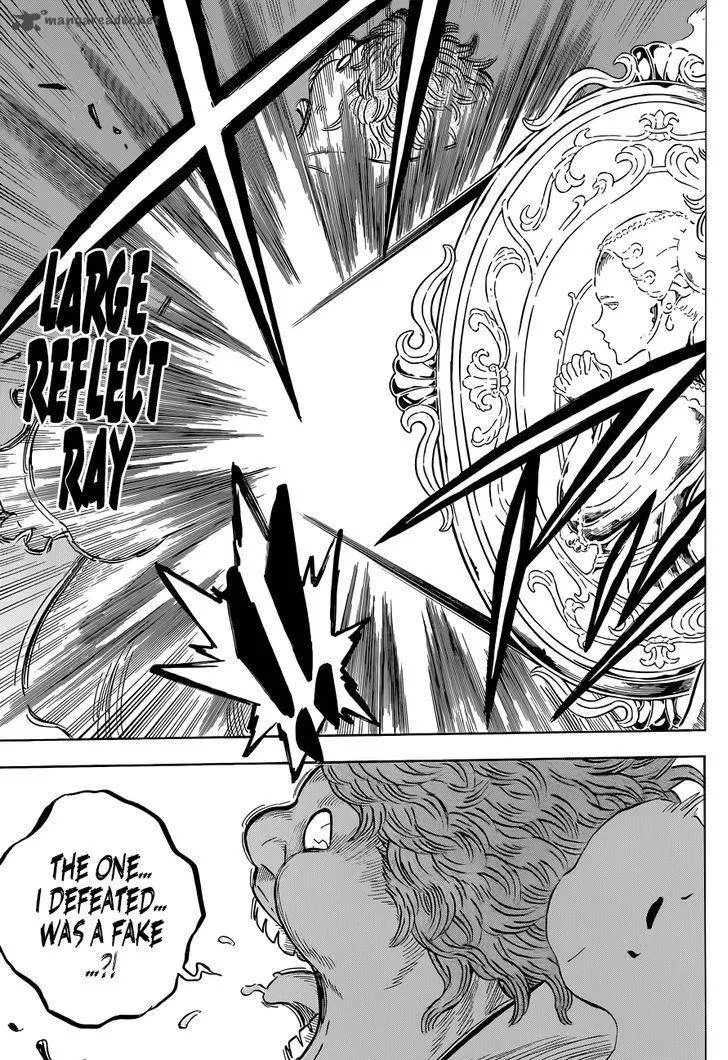 mangareader.net
LARGE
REFLECT
RAY
!!
THE ONE...
I DEFEATED...
WAS A FAKE
...?!